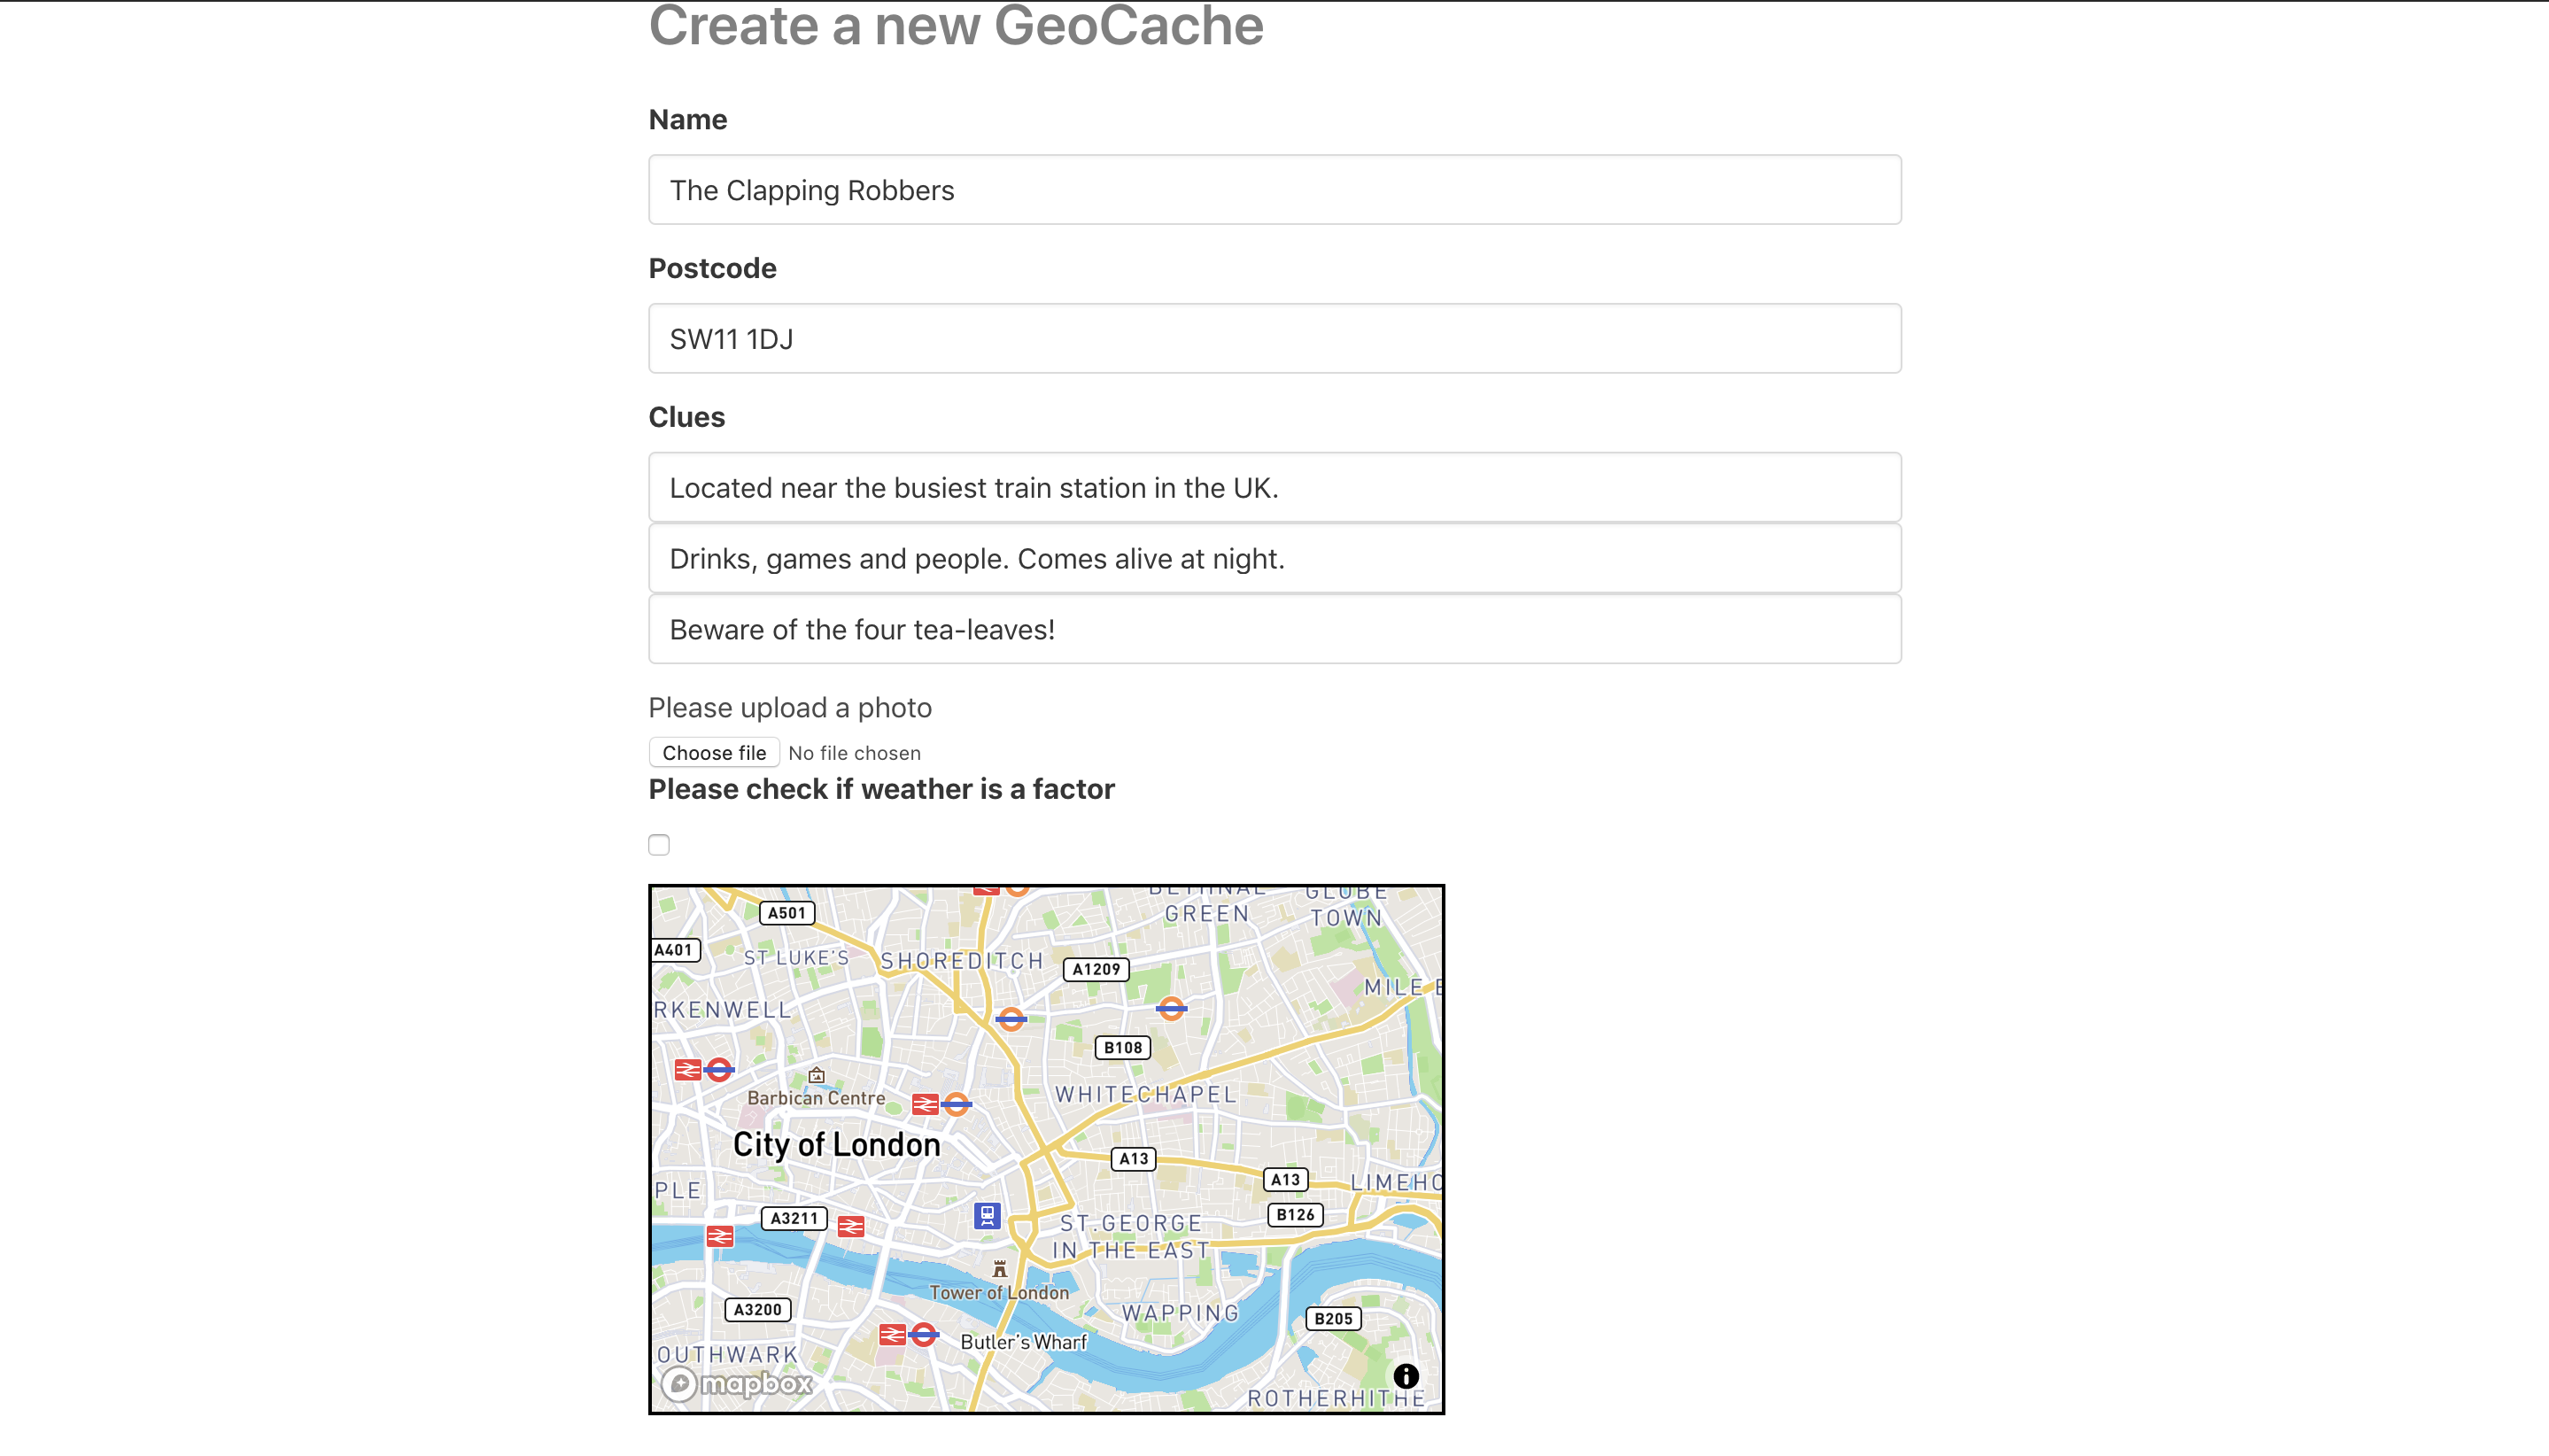 Create a new GeoCache
Name
The Clapping Robbers
Postcode
SW11 1DJ
Clues
Located near the busiest train station in the UK.
Drinks, games and people. Comes alive at night.
Beware of the four tea-leaves!
Please upload a photo
Choose file No file chosen
Please check if weather is a factor
BETHNAL
GREEN
GLOBE
TOWN
A501
A401
ST LUKE'S
SHOREDITCH
A1209
MILE E
RKENWELL
B108
Barbican Centre
WHITECHAPEL
City of London
A13
A13
LIMEHO
PLE
A3211
B126
ST.GEORGE
IN THE EAST
Tower of London
A3200
WAPPING
B205
Butler's Wharf
OUTHWARK
mapbox
ROTHERHITHE